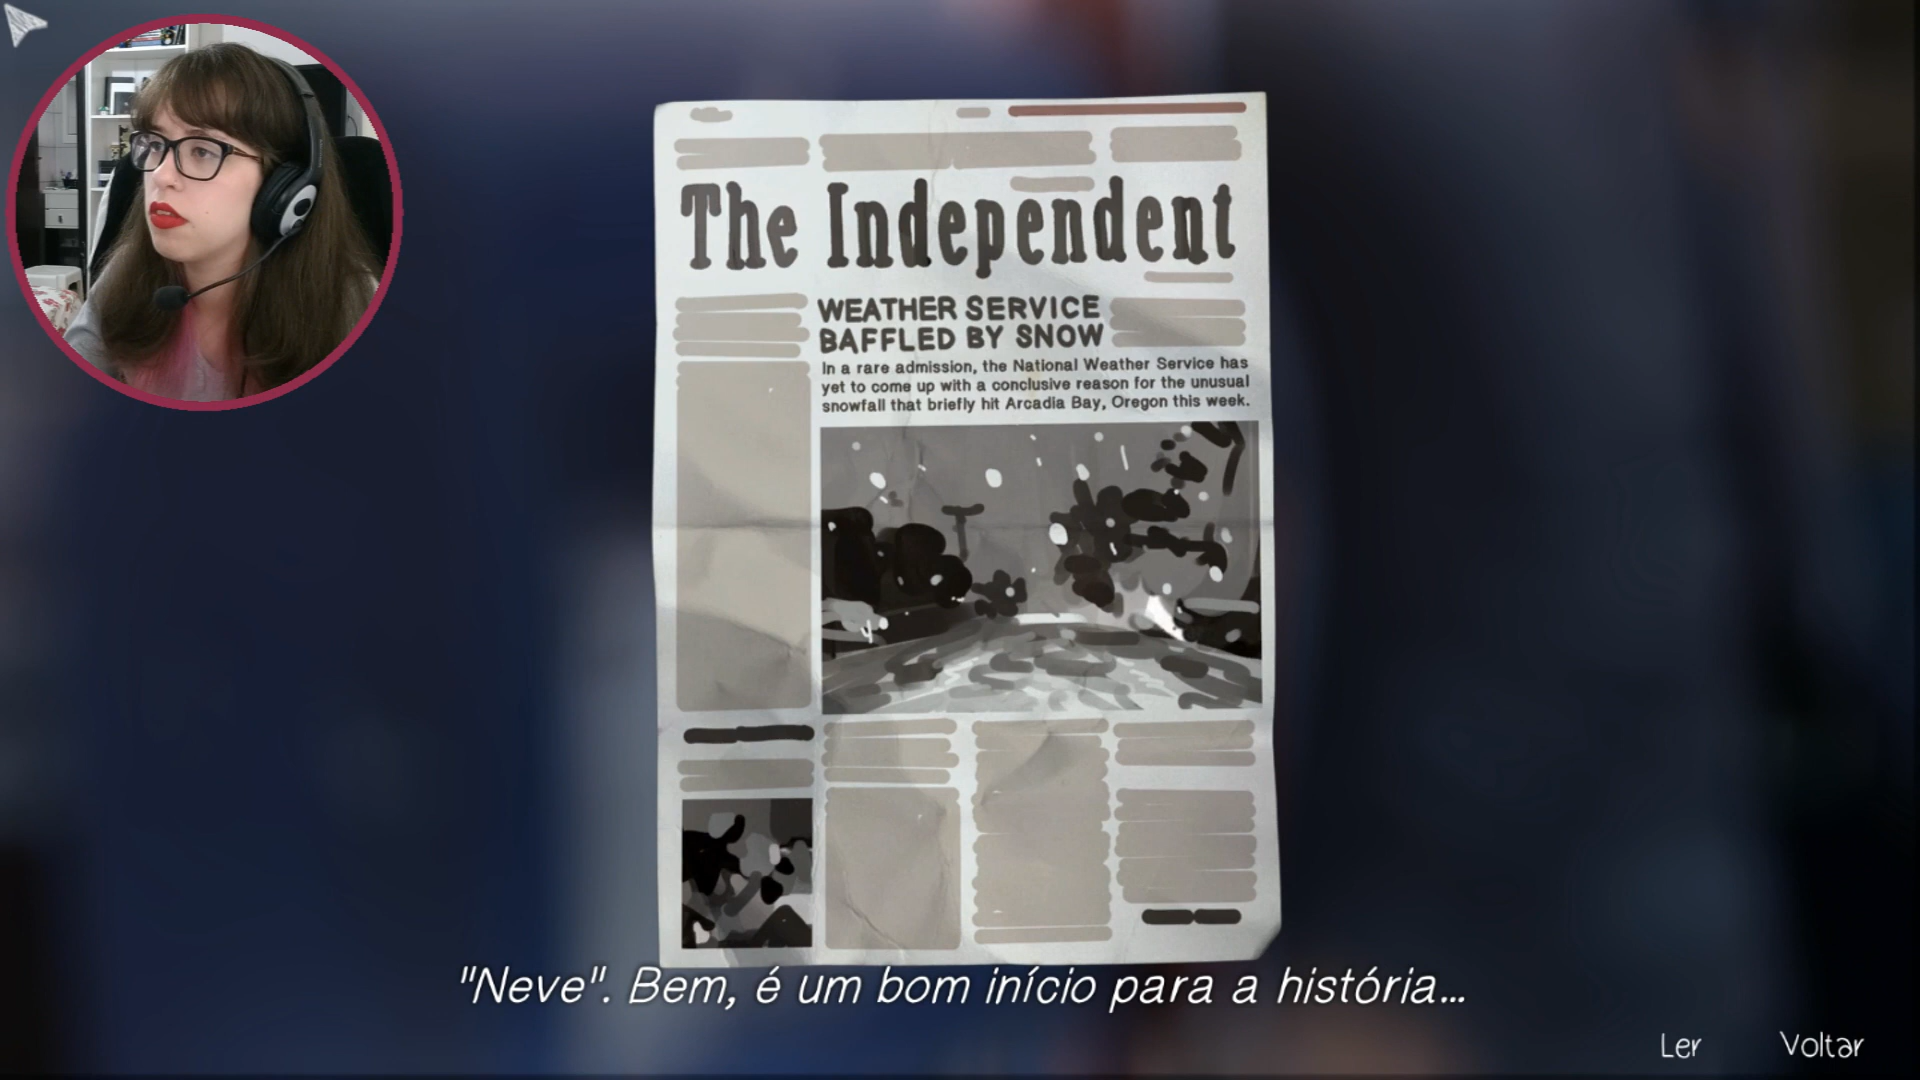 The Independent
WEATHER SERVICE
BAFFLED BY SNOW
In a rare admission, the National Weather Service has
yet to come up with a conclusive reason for the unusual
snowfall that briefly hit Arcadia Bay, Oregon this week.
"Neve". Bem, é um bom início para a história...
Ler
Voltar